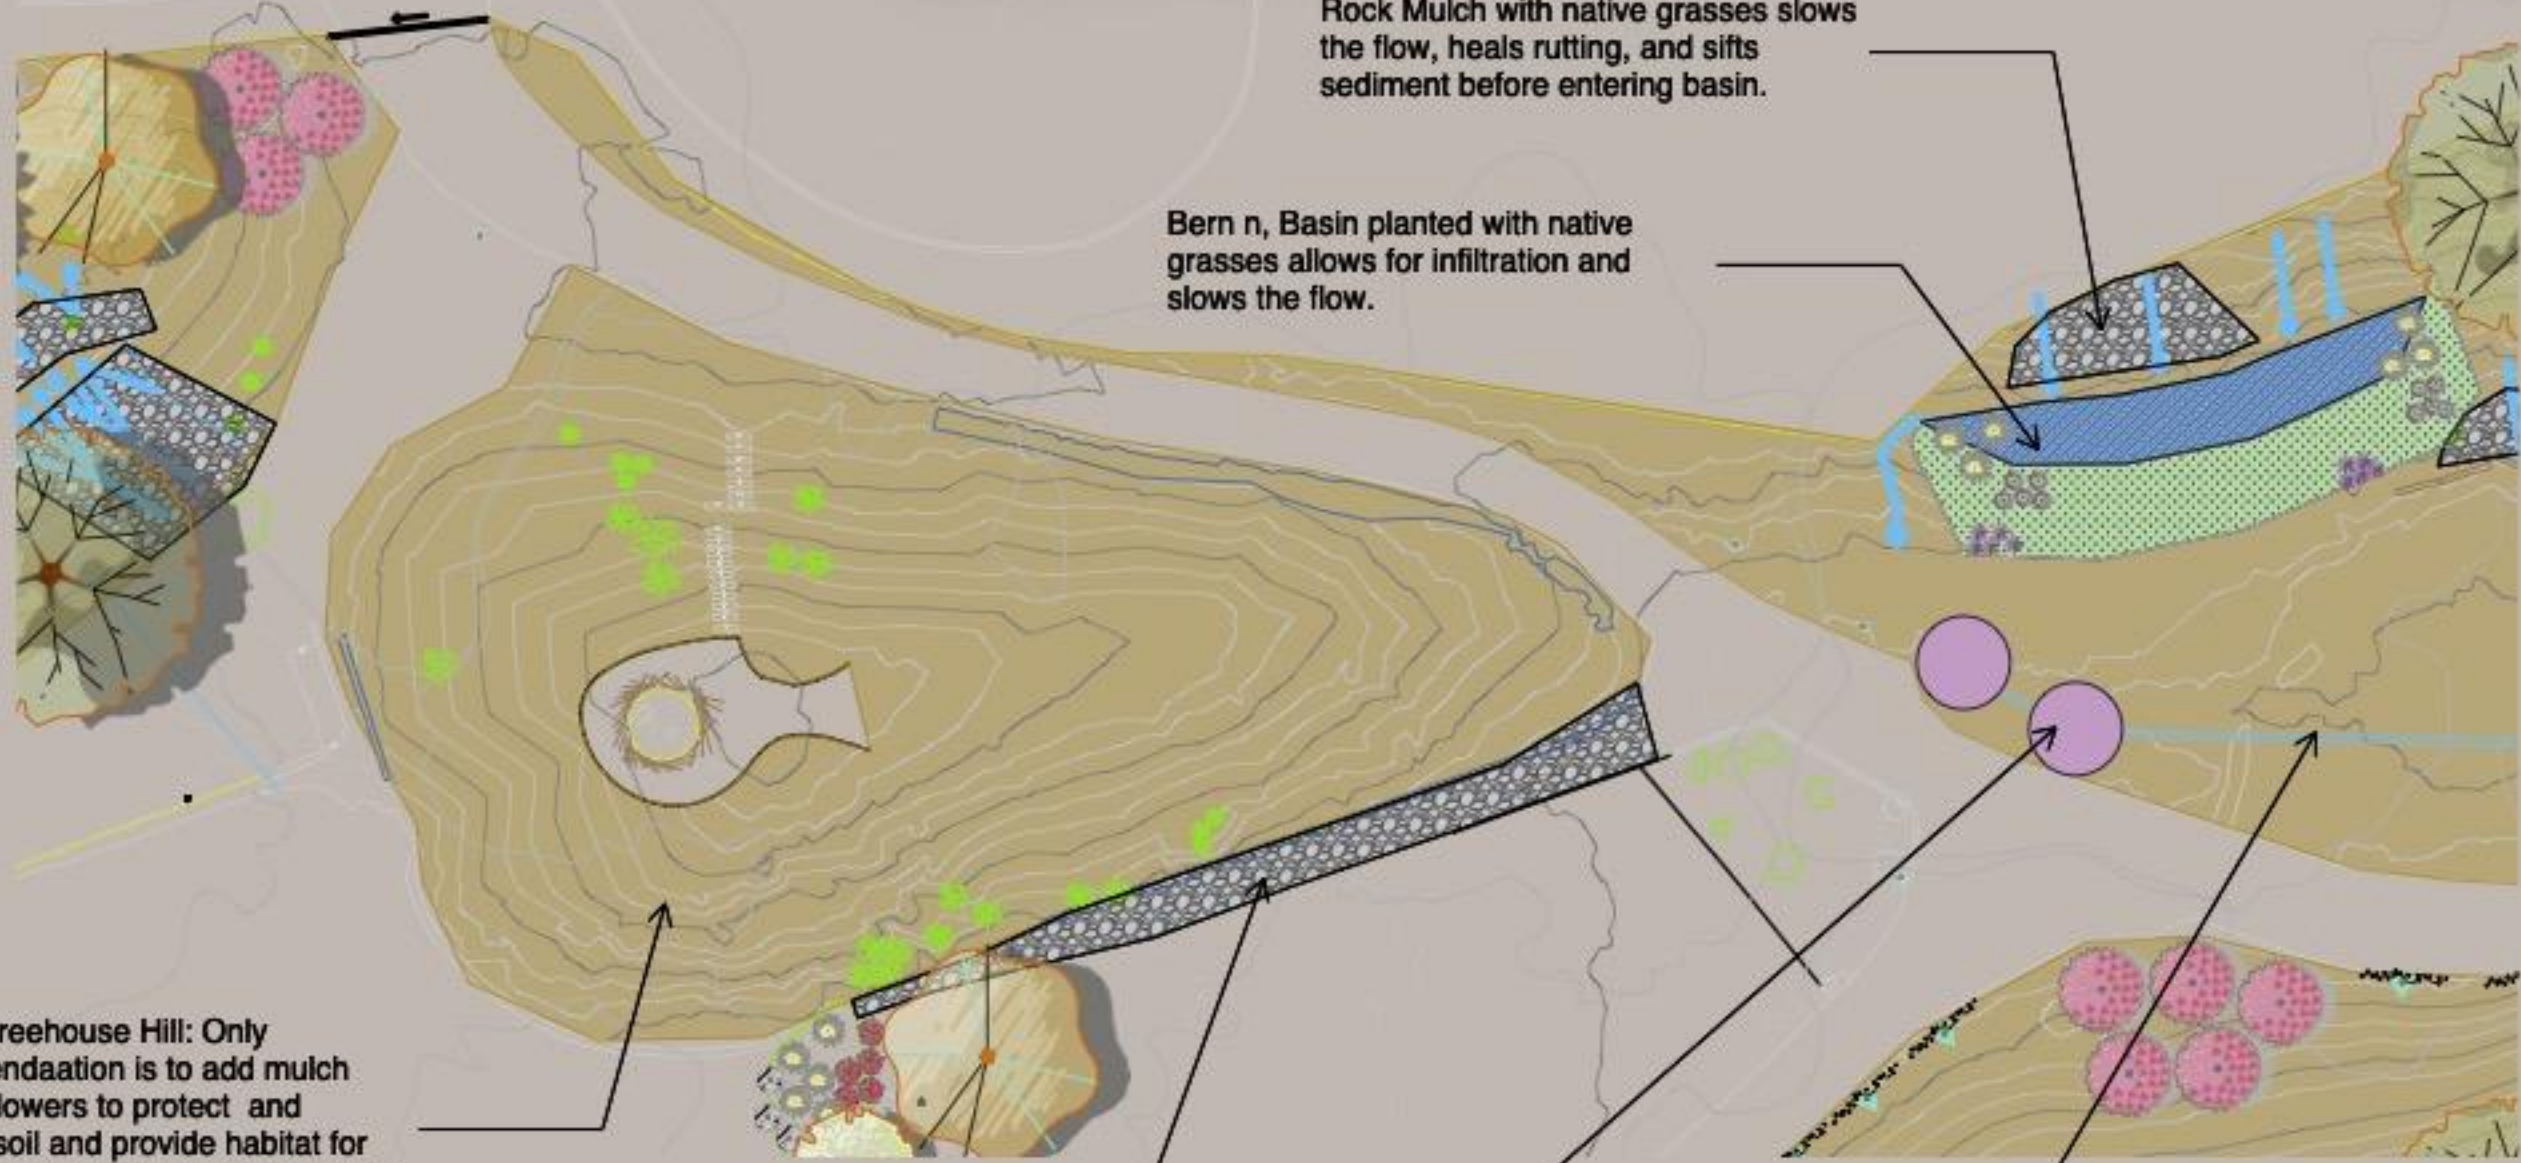 Rock Mulch with native grasses slows
the flow, heals rutting, and sifts
sediment before entering basin.
Bern n, Basin planted with native
grasses allows for infiltration and
slows the flow.
reehouse Hill: Only
endaation is to add mulch
lowers to protect and
soil and provide habitat for